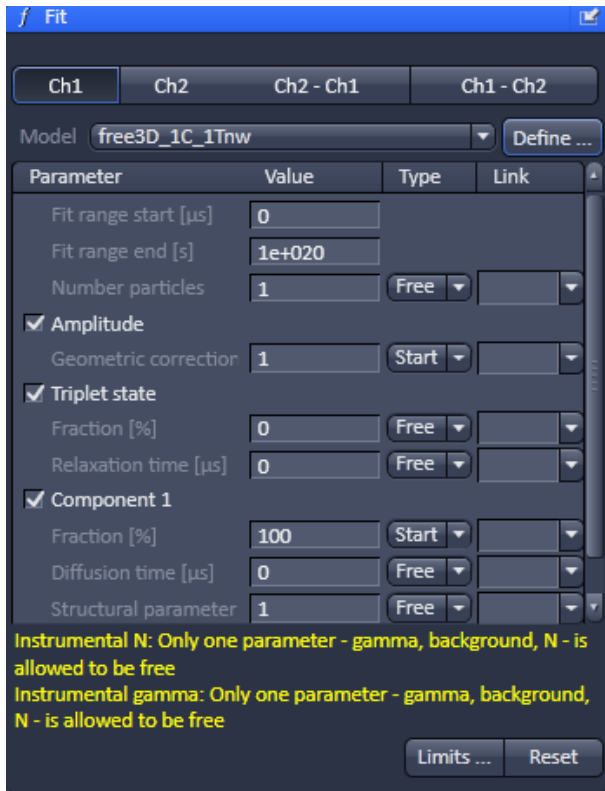 f Fit
Ch1 Ch2 Ch2 - Ch1 Ch1 - Ch2
Model free3D_1C_1Tnw Define ...
Parameter Value Type Link
Fit range start [µs] 0
Fit range end [s] 1e+020
Number particles 1 Free
Amplitude
Geometric correction 1 Start
Triplet state
Fraction [%] 0 Free
Relaxation time [µs] 0 Free
Component 1
Fraction [%] 100 Start
Diffusion time [µs] 0 Free
Structural parameter 1 Free
Instrumental N: Only one parameter - gamma, background, N - is
allowed to be free
Instrumental gamma: Only one parameter - gamma, background,
N - is allowed to be free
Limits ... Reset